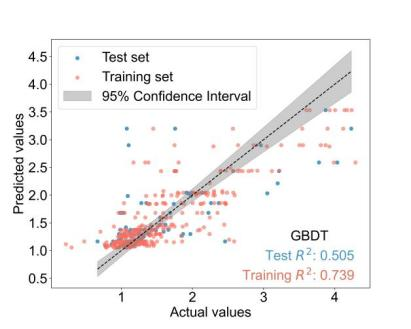 4.5
4.0
3.5
3.0
2.5
2.0
1.5
1.0
0.5
Predicted values
Test set
Training set
95% Confidence Interval
GBDT
Test R²: 0.505
Training R²: 0.739
1 2 3 4
Actual values